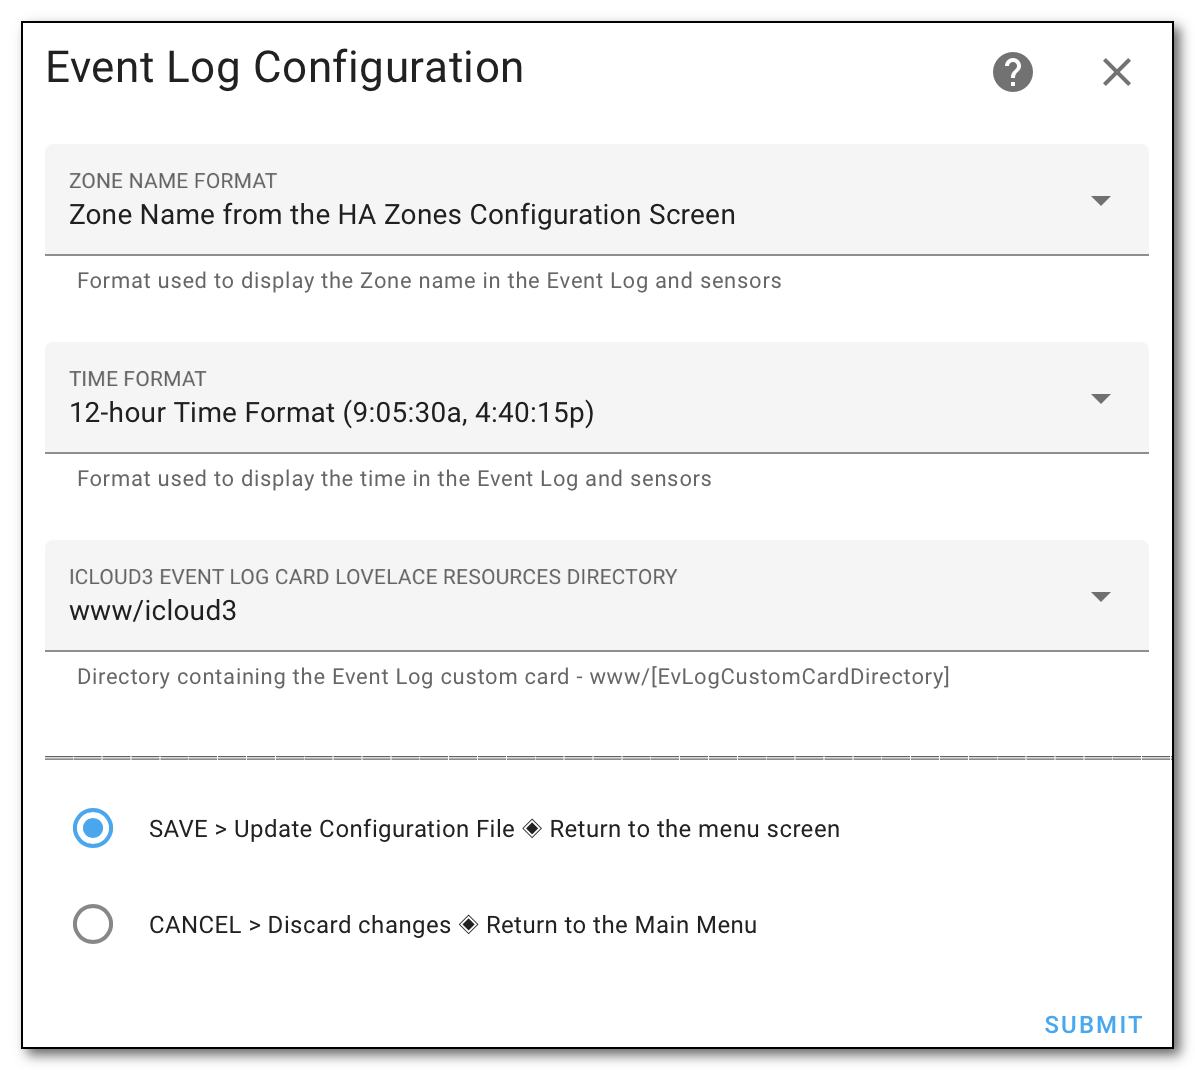 Event Log Configuration
ZONE NAME FORMAT
Zone Name from the HA Zones Configuration Screen
Format used to display the Zone name in the Event Log and sensors
TIME FORMAT
12-hour Time Format (9:05:30a, 4:40:15p)
Format used to display the time in the Event Log and sensors
ICLOUD3 EVENT LOG CARD LOVELACE RESOURCES DIRECTORY
www/icloud3
Directory containing the Event Log custom card - www/[EvLogCustomCardDirectory]
SAVE > Update Configuration File ◈ Return to the menu screen
CANCEL > Discard changes ◈ Return to the Main Menu
SUBMIT